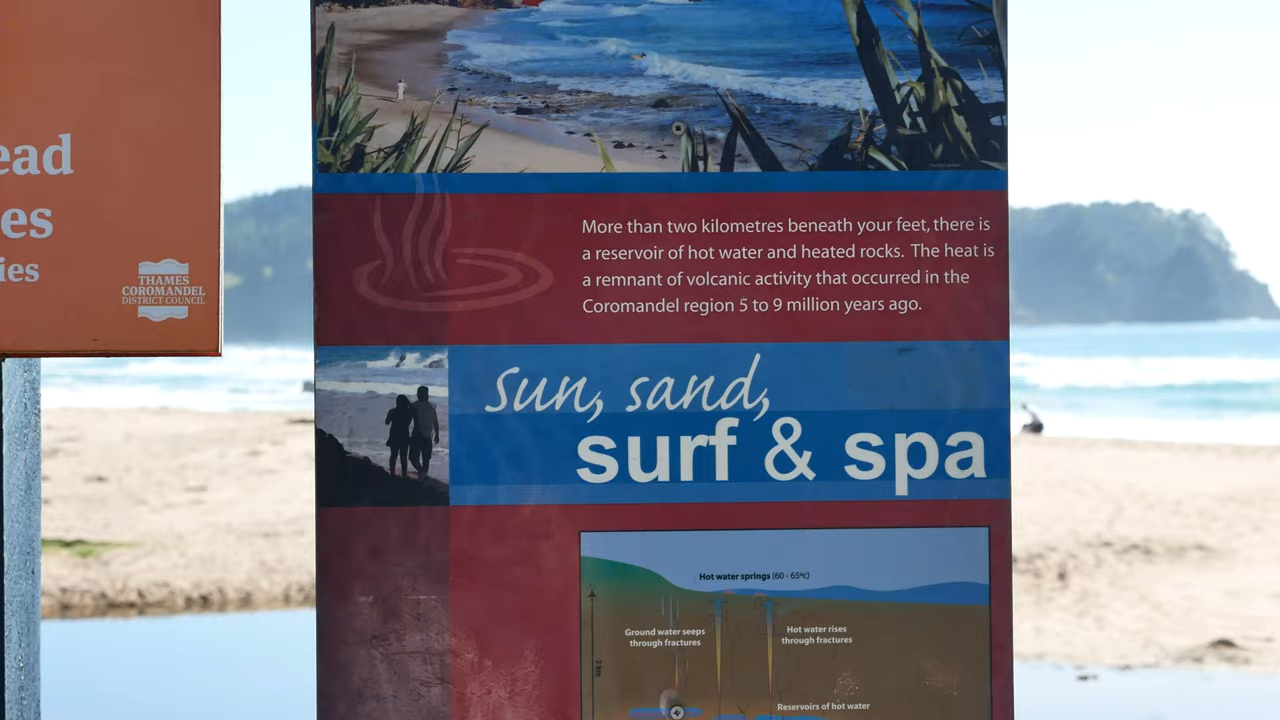 ead
es
ies
THAMES
COROMANDEL
DISTRICT COUNCIL
More than two kilometres beneath your feet, there is
a reservoir of hot water and heated rocks. The heat is
a remnant of volcanic activity that occurred in the
Coromandel region 5 to 9 million years ago.
sun, sand,
surf & spa
Hot water springs (60 - 65ºc)
Ground water seeps
through fractures
Hot water rises
through fractures
2 km
Reservoirs of hot water